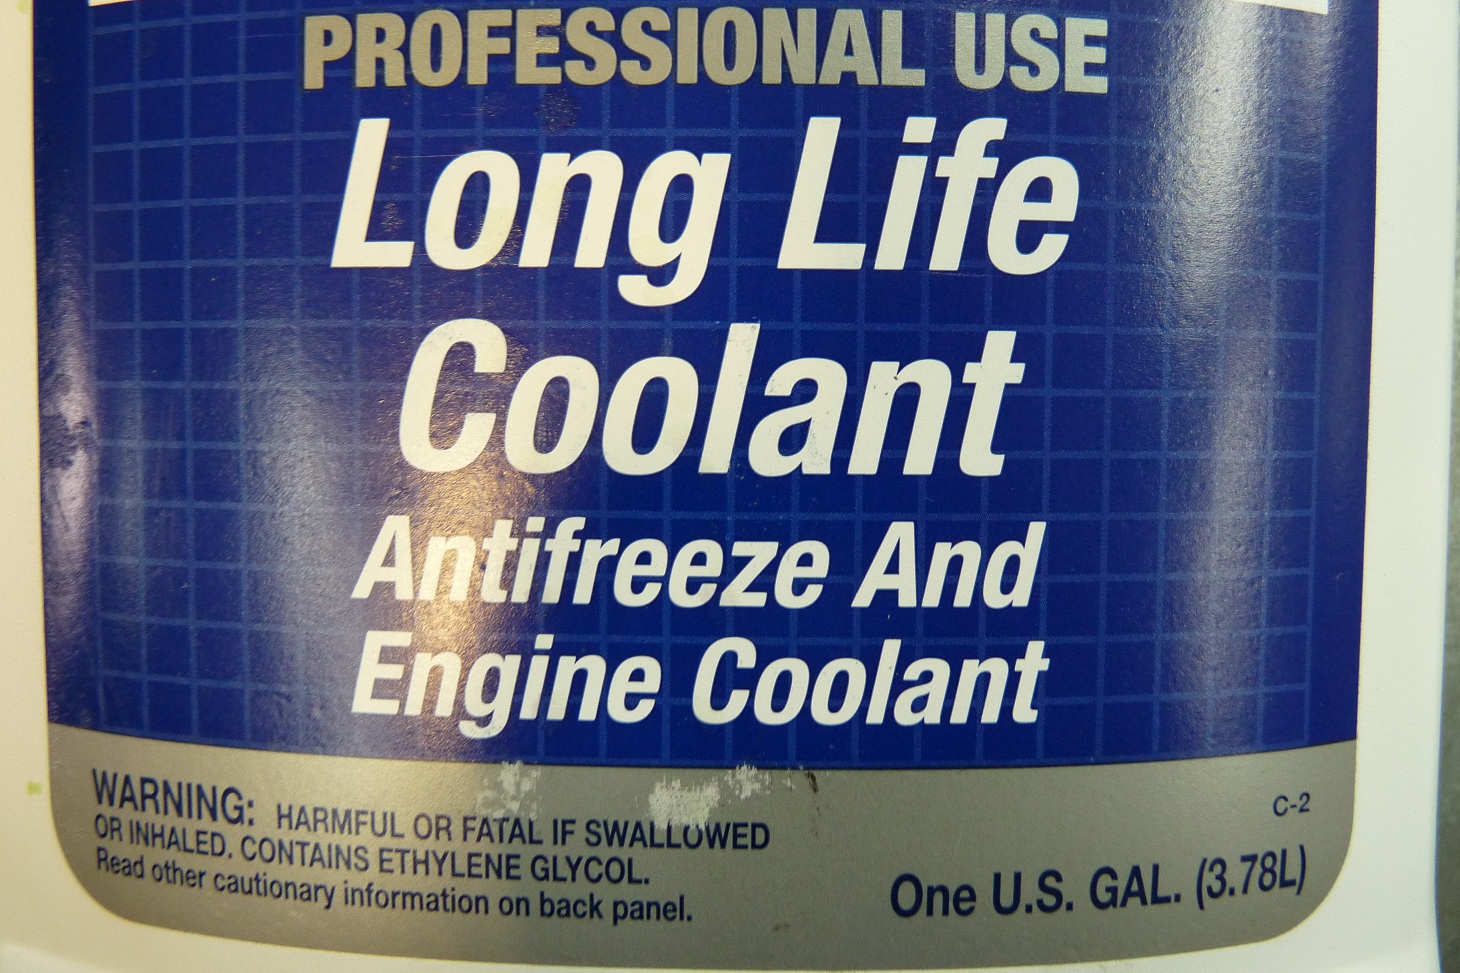 PROFESSIONAL USE
Long Life
Coolant
Antifreeze And
Engine Coolant
WARNING: HARMFUL OR FATAL IF SWALLOWED
OR INHALED. CONTAINS ETHYLENE GLYCOL.
Read other cautionary information on back panel.
C-2
One U.S. GAL. (3.78L)